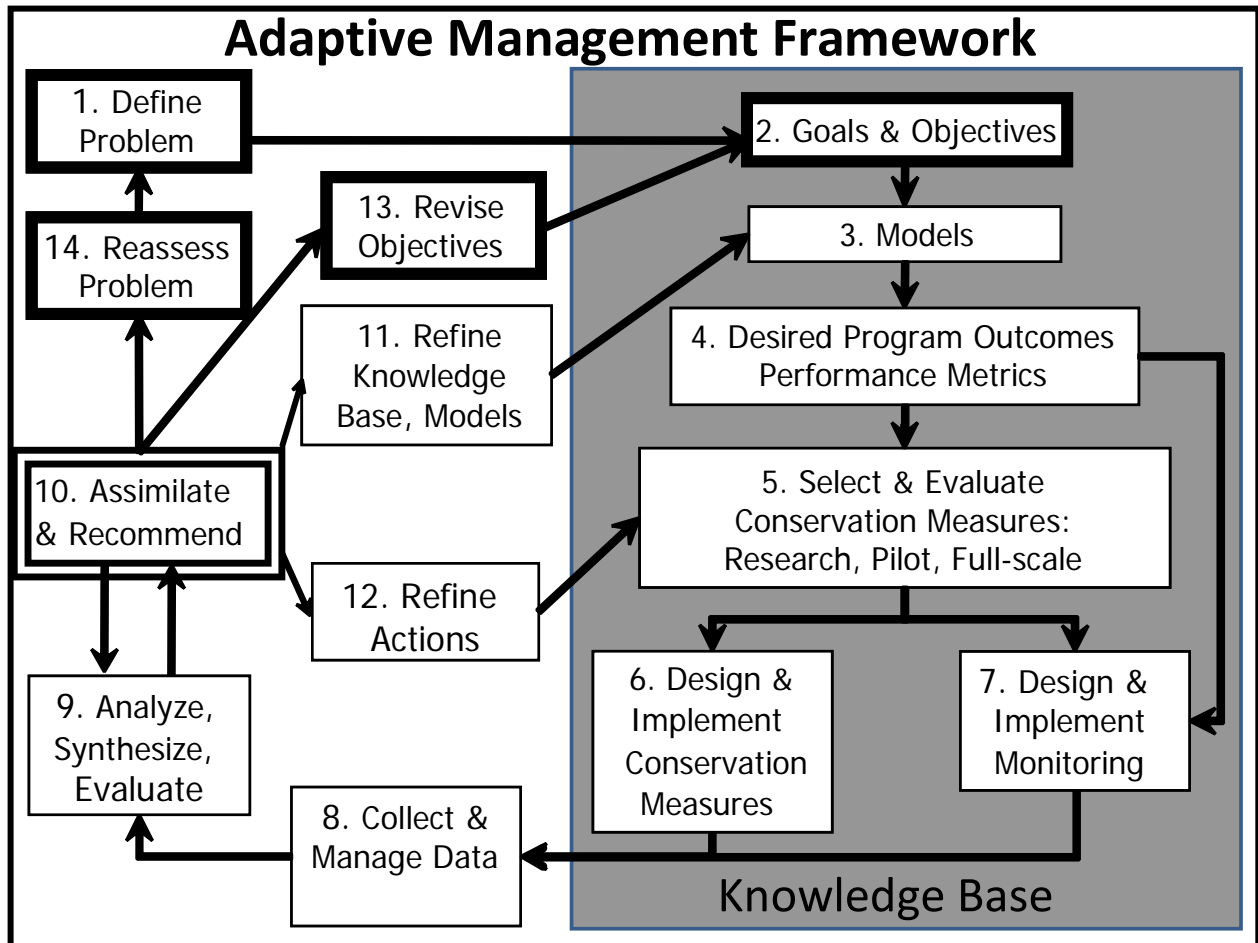 Adaptive Management Framework
1. Define
Problem
2. Goals & Objectives
13. Revise
Objectives
14. Reassess
Problem
3. Models
11. Refine
Knowledge
Base, Models
4. Desired Program Outcomes
Performance Metrics
10. Assimilate
& Recommend
5. Select & Evaluate
Conservation Measures:
Research, Pilot, Full-scale
12. Refine
Actions
6. Design &
Implement
Conservation
Measures
7. Design &
Implement
Monitoring
9. Analyze,
Synthesize,
Evaluate
8. Collect &
Manage Data
Knowledge Base